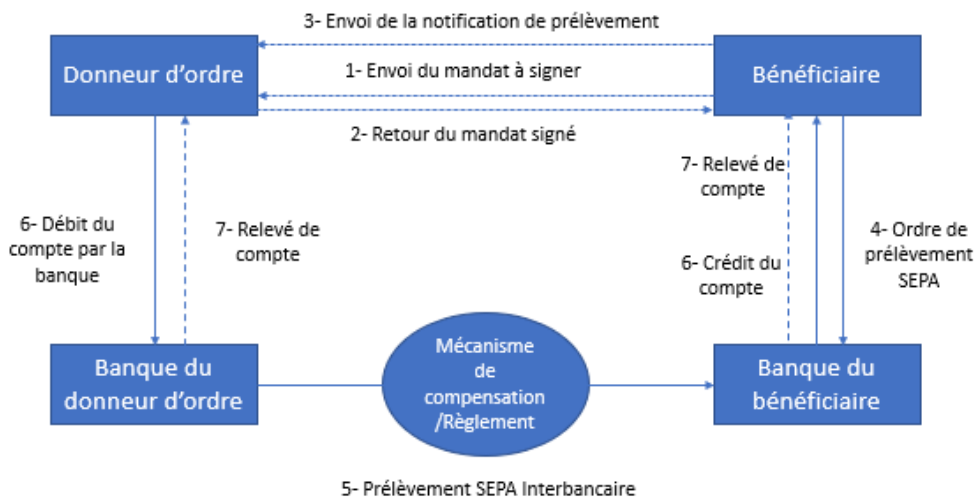 3- Envoi de la notification de prélèvement
Donneur d'ordre
1- Envoi du mandat à signer
Bénéficiaire
2- Retour du mandat signé
6- Débit du
compte par la
banque
7- Relevé de
compte
7- Relevé de
compte
6- Crédit du
compte
4- Ordre de
prélèvement
SEPA
Banque du
donneur d'ordre
Mécanisme
de
compensation
/Règlement
Banque du
bénéficiaire
5- Prélèvement SEPA Interbancaire